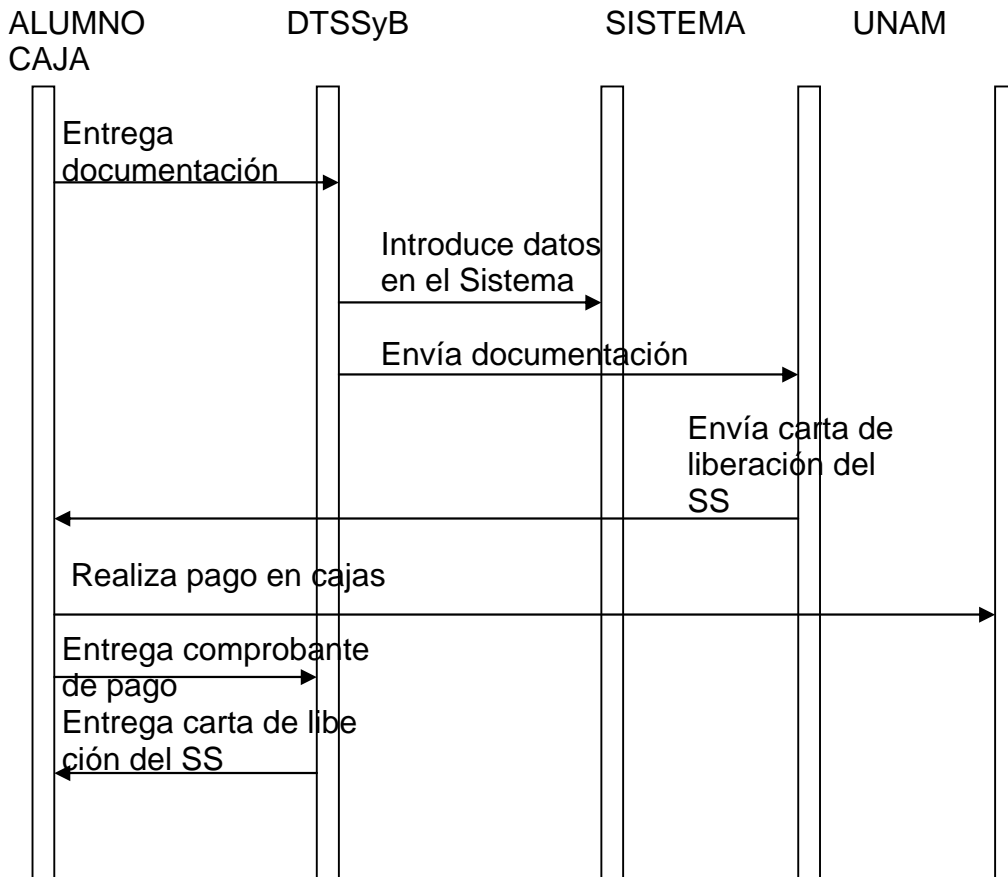 ALUMNO DTSSyB SISTEMA UNAM
CAJA
Entrega
documentación
Introduce datos
en el Sistema
Envía documentación
Envía carta de
liberación del
SS
Realiza pago en cajas
Entrega comprobante
de pago
Entrega carta de libe
ción del SS